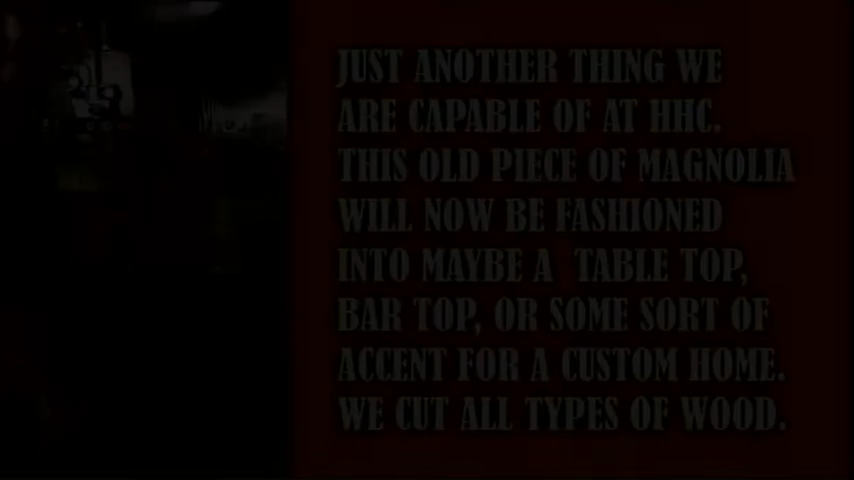 JUST ANOTHER THING WE
ARE CAPABLE OF AT HHC.
THIS OLD PIECE OF MAGNOLIA
WILL NOW BE FASHIONED
INTO MAYBE A  TABLE TOP,
BAR TOP, OR SOME SORT OF
ACCENT FOR A CUSTOM HOME.
WE CUT ALL TYPES OF WOOD.